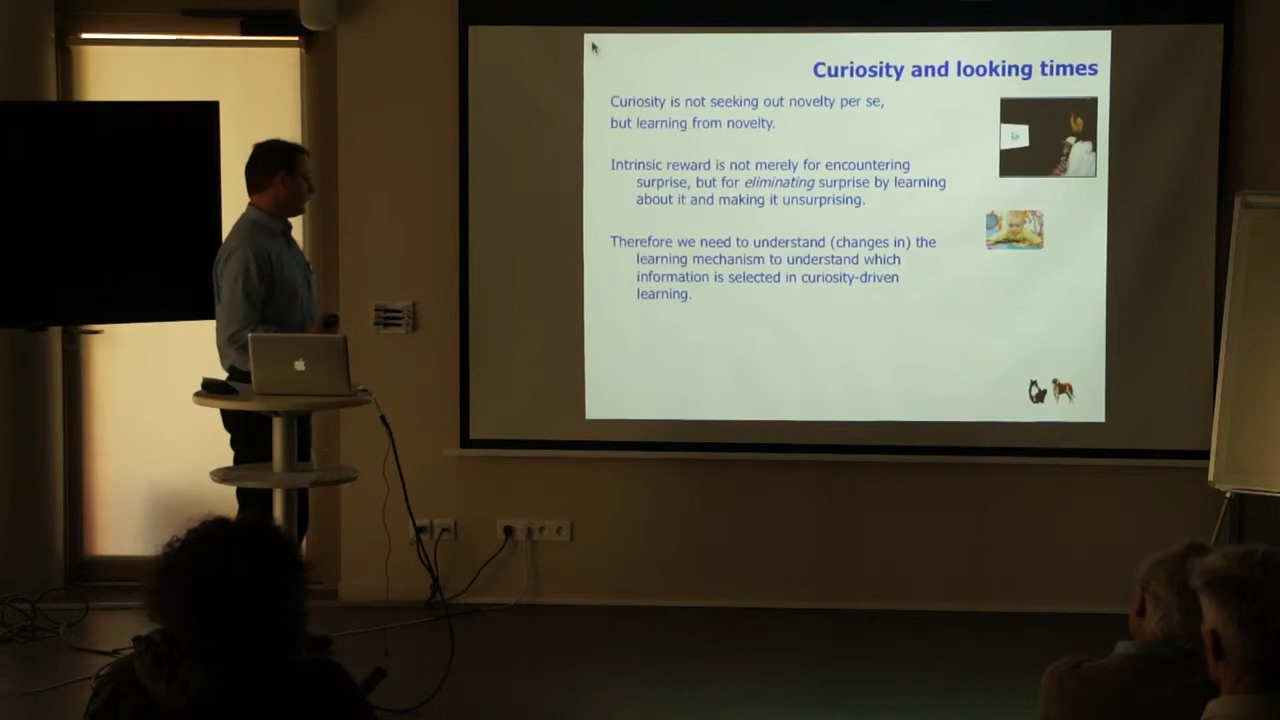 Curiosity and looking times
Curiosity is not seeking out novelty per se,
but learning from novelty.
Intrinsic reward is not merely for encountering
surprise, but for eliminating surprise by learning
about it and making it unsurprising.
Therefore we need to understand (changes in) the
learning mechanism to understand which
information is selected in curiosity-driven
learning.